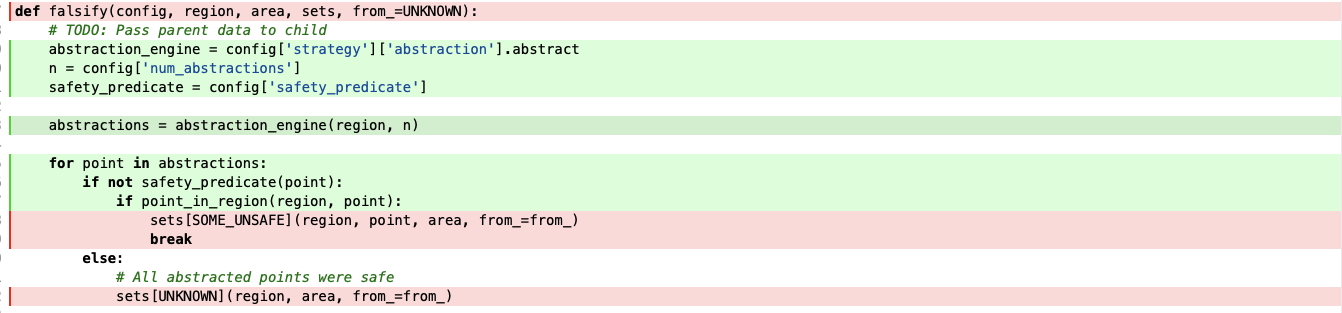 def falsify(config, region, area, sets, from_=UNKNOWN):
    # TODO: Pass parent data to child
    abstraction_engine = config['strategy']['abstraction'].abstract
    n = config['num_abstractions']
    safety_predicate = config['safety_predicate']

    abstractions = abstraction_engine(region, n)

    for point in abstractions:
        if not safety_predicate(point):
            if point_in_region(region, point):
                sets[SOME_UNSAFE](region, point, area, from_=from_)
                break
        else:
            # All abstracted points were safe
            sets[UNKNOWN](region, area, from_=from_)